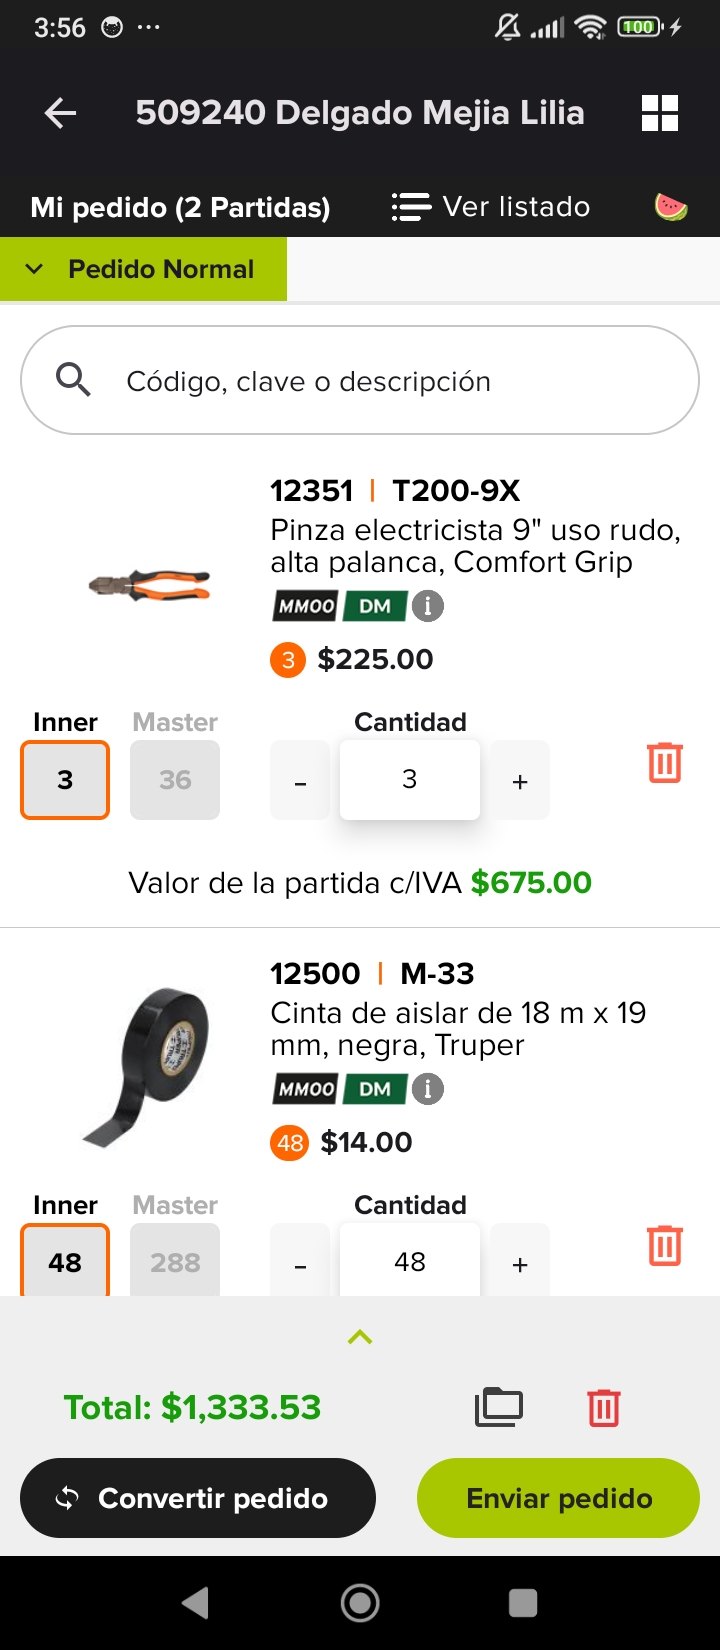 3:56
100
509240 Delgado Mejia Lilia
Mi pedido (2 Partidas)
Ver listado
Pedido Normal
Código, clave o descripción
12351 | T200-9X
Pinza electricista 9" uso rudo,
alta palanca, Comfort Grip
MM00 DM i
3 $225.00
Inner Master Cantidad
3 36 - 3 +
Valor de la partida c/IVA $675.00
12500 | M-33
Cinta de aislar de 18 m x 19
mm, negra, Truper
MM00 DM i
48 $14.00
Inner Master Cantidad
48 288 - 48 +
Total: $1,333.53
Convertir pedido
Enviar pedido